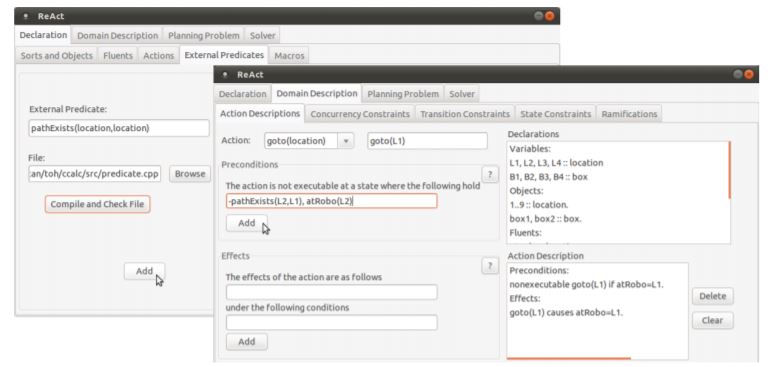 ReAct
Declaration Domain Description Planning Problem Solver
Sorts and Objects Fluents Actions External Predicates Macros
External Predicate:
pathExists(location,location)
File:
:an/toh/ccalc/src/predicate.cpp Browse
Compile and Check File
Add
ReAct
Declaration Domain Description Planning Problem Solver
Action Descriptions Concurrency Constraints Transition Constraints State Constraints Ramifications
Action: goto(location) goto(L1)
Preconditions
?
The action is not executable at a state where the following hold
-pathExists(L2,L1), atRobo(L2)
Add
Effects
?
The effects of the action are as follows
under the following conditions
Add
Declarations
Variables:
L1, L2, L3, L4 :: location
B1, B2, B3, B4 :: box
Objects:
1..9 :: location.
box1, box2 :: box.
Fluents:
Action Description
Preconditions:
nonexecutable goto(L1) if atRobo=L1.
Effects:
goto(L1) causes atRobo=L1.
Delete
Clear